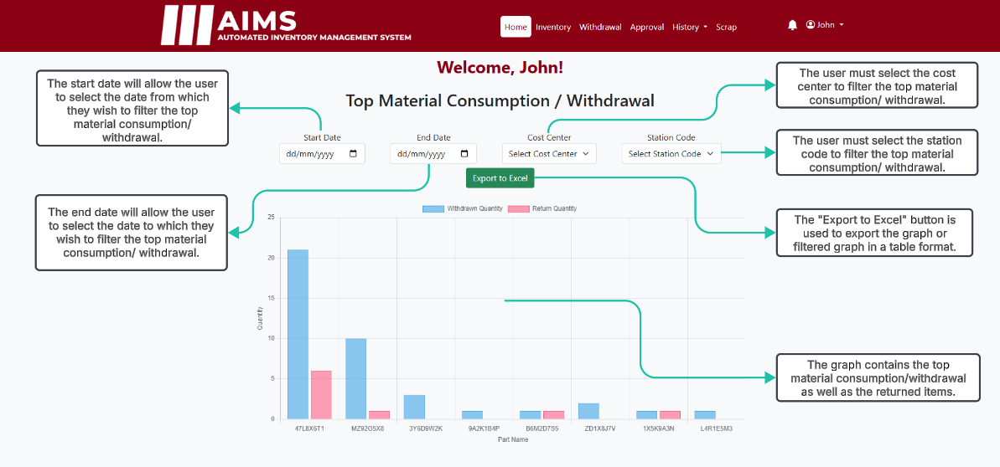 AIMS
AUTOMATED INVENTORY MANAGEMENT SYSTEM
Home Inventory Withdrawal Approval History Scrap
John
Welcome, John!
Top Material Consumption / Withdrawal
The start date will allow the user
to select the date from which
they wish to filter the top
material consumption/
withdrawal.
The user must select the cost
center to filter the top material
consumption/ withdrawal.
Start Date End Date Cost Center Station Code
dd/mm/yyyy dd/mm/yyyy Select Cost Center Select Station Code
The user must select the station
code to filter the top material
consumption/ withdrawal.
Export to Excel
The end date will allow the user
to select the date to which they
wish to filter the top material
consumption/ withdrawal.
The "Export to Excel" button is
used to export the graph or
filtered graph in a table format.
Withdrawn Quantity Return Quantity
25
20
15
10
5
0
Quantity
The graph contains the top
material consumption/withdrawal
as well as the returned items.
47L8X6T1 MZ92G5X8 3Y6D9W2K 9A2K1B4P B6M2D7S5 ZD1X8J7V 1X5K9A3N L4R1E5M3
Part Name